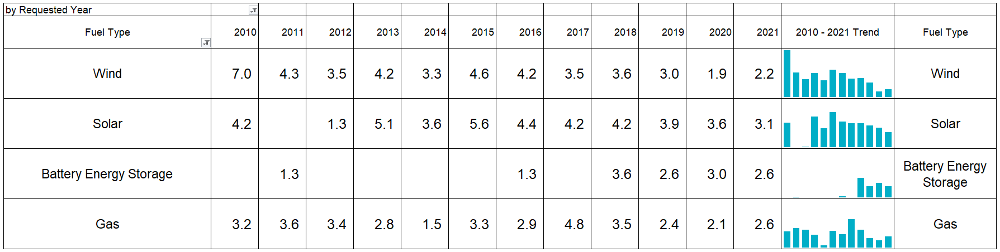 by Requested Year
Fuel Type 2010 2011 2012 2013 2014 2015 2016 2017 2018 2019 2020 2021 2010 - 2021 Trend Fuel Type
Wind 7.0 4.3 3.5 4.2 3.3 4.6 4.2 3.5 3.6 3.0 1.9 2.2 Wind
Solar 4.2 1.3 5.1 3.6 5.6 4.4 4.2 4.2 3.9 3.6 3.1 Solar
Battery Energy Storage 1.3 1.3 3.6 2.6 3.0 2.6 Battery Energy
Storage
Gas 3.2 3.6 3.4 2.8 1.5 3.3 2.9 4.8 3.5 2.4 2.1 2.6 Gas